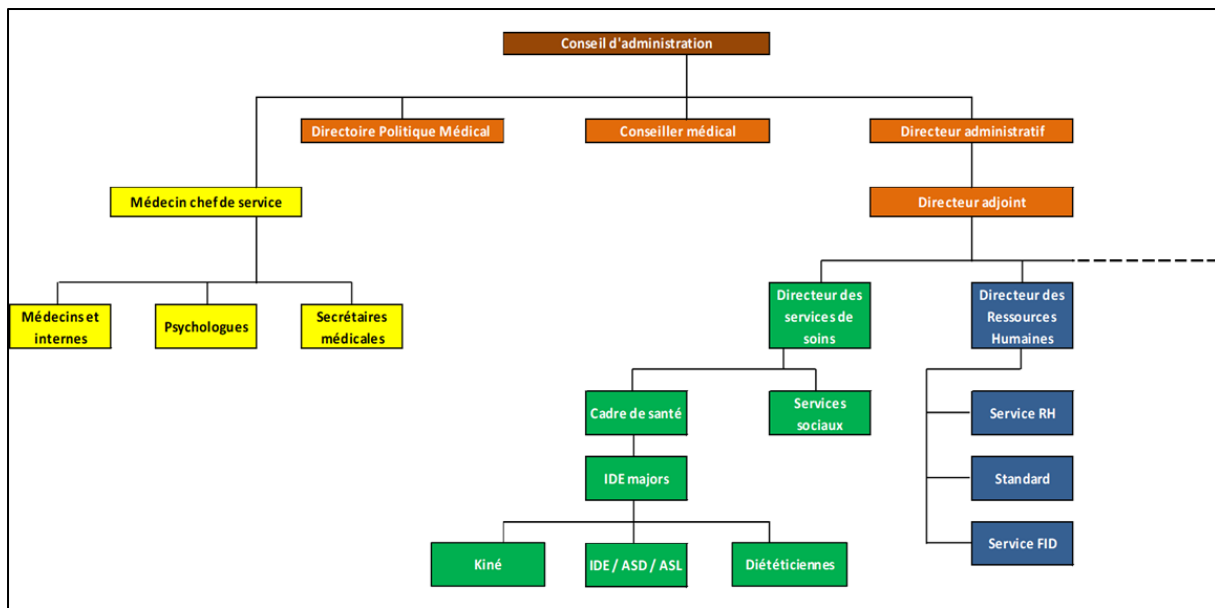 Conseil d'administration
Directoire Politique Médical
Conseiller médical
Directeur administratif
Médecin chef de service
Directeur adjoint
Médecins et
internes
Psychologues
Secrétaires
médicales
Directeur des
services de
soins
Directeur des
Ressources
Humaines
Cadre de santé
Services
sociaux
Service RH
IDE majors
Standard
Kiné
IDE / ASD / ASL
Diététiciennes
Service FID